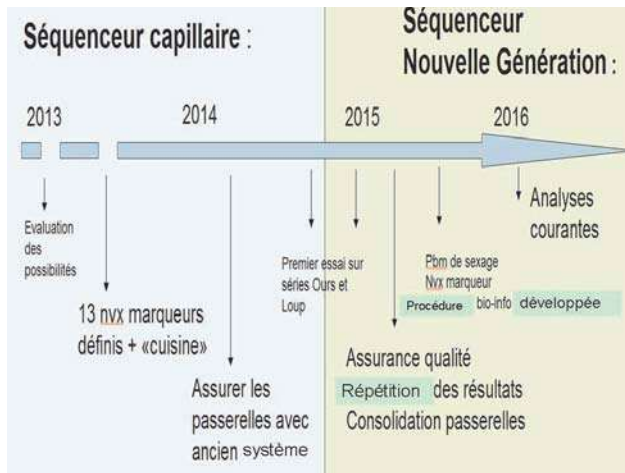 Séquenceur capillaire :
Séquenceur
Nouvelle Génération :
2013
2014
2015
2016
Evaluation
des
possibilités
13 nvx marqueurs
définis + «cuisine»
Assurer les
passerelles avec
ancien système
Premier essai sur
séries Ours et
Loup
Assurance qualité
Répétition des résultats
Consolidation passerelles
Pbm de sexage
Nvx marqueur
Procédure bio-info développée
Analyses
courantes